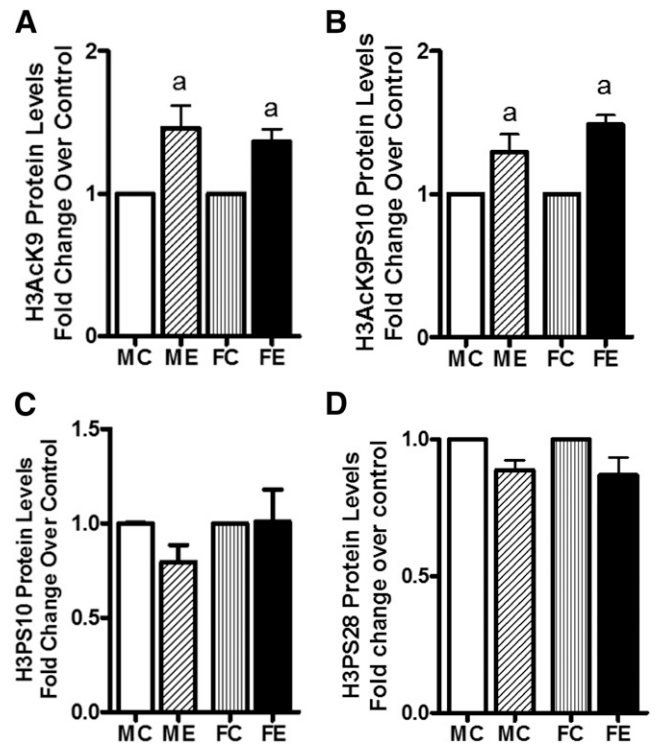 A
H3AcK9 Protein Levels
Fold Change Over Control
2
1
0
a
a
MC ME FC FE
B
H3AcK9PS10 Protein Levels
Fold Change Over Control
2
1
0
a
a
MC ME FC FE
C
H3PS10 Protein Levels
Fold Change Over Control
1.5
1.0
0.5
0.0
MC ME FC FE
D
H3PS28 Protein Levels
Fold change over control
1.0
0.5
0.0
MC MC FC FE